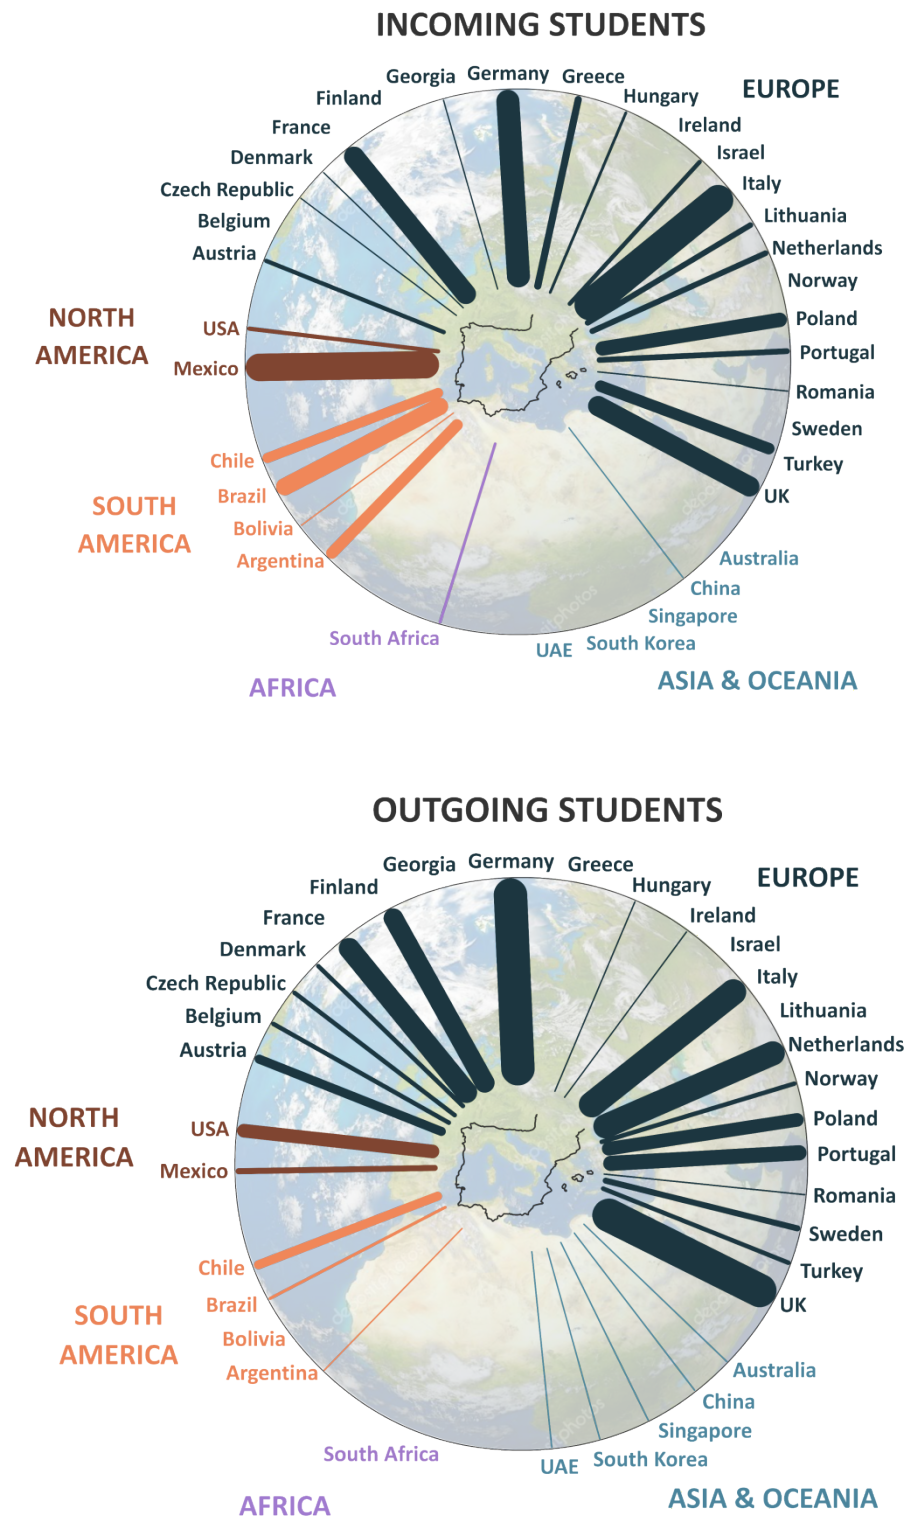 INCOMING STUDENTS
Georgia
Germany
Greece
EUROPE
Finland
Hungary
France
Ireland
Denmark
Israel
Czech Republic
Italy
Belgium
Lithuania
Austria
Netherlands
Norway
NORTH
AMERICA
USA
Poland
Mexico
Portugal
Romania
Sweden
Chile
Turkey
SOUTH
AMERICA
Brazil
UK
Bolivia
Argentina
Australia
China
Singapore
South Africa
South Korea
UAE
AFRICA
ASIA & OCEANIA
OUTGOING STUDENTS
Georgia
Germany
Greece
EUROPE
Finland
Hungary
France
Ireland
Denmark
Israel
Czech Republic
Italy
Belgium
Lithuania
Austria
Netherlands
Norway
NORTH
AMERICA
USA
Poland
Mexico
Portugal
Romania
Sweden
Chile
Turkey
SOUTH
AMERICA
Brazil
UK
Bolivia
Argentina
Australia
China
Singapore
South Africa
South Korea
UAE
AFRICA
ASIA & OCEANIA